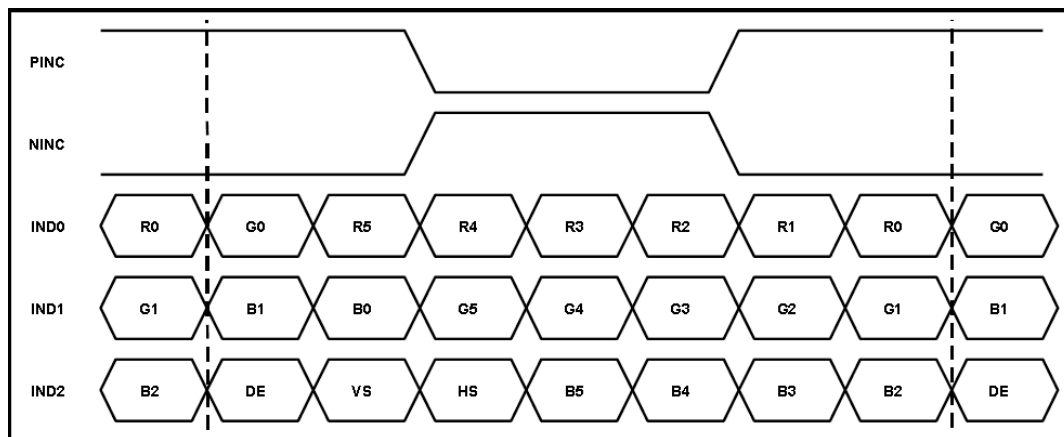 PINC
NINC
IND0 R0 G0 R5 R4 R3 R2 R1 R0 G0
IND1 G1 B1 B0 G5 G4 G3 G2 G1 B1
IND2 B2 DE VS HS B5 B4 B3 B2 DE